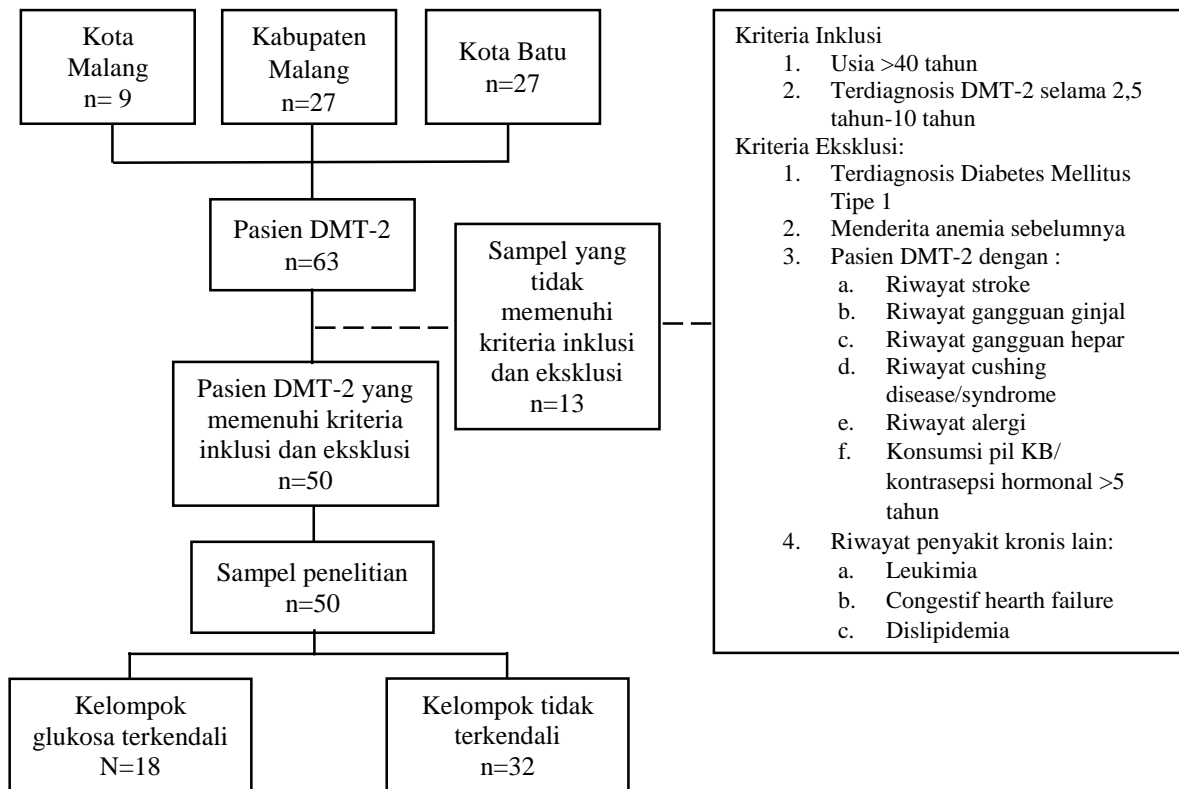 Kota
Malang
n= 9
Kabupaten
Malang
n=27
Kota Batu
n=27
Pasien DMT-2
n=63
Sampel yang
tidak
memenuhi
kriteria inklusi
dan eksklusi
n=13
Pasien DMT-2 yang
memenuhi kriteria
inklusi dan eksklusi
n=50
Sampel penelitian
n=50
Kelompok
glukosa terkendali
N=18
Kelompok tidak
terkendali
n=32
Kriteria Inklusi
1. Usia >40 tahun
2. Terdiagnosis DMT-2 selama 2,5
tahun-10 tahun
Kriteria Eksklusi:
1. Terdiagnosis Diabetes Mellitus
Tipe 1
2. Menderita anemia sebelumnya
3. Pasien DMT-2 dengan :
a. Riwayat stroke
b. Riwayat gangguan ginjal
c. Riwayat gangguan hepar
d. Riwayat cushing
disease/syndrome
e. Riwayat alergi
f. Konsumsi pil KB/
kontrasepsi hormonal >5
tahun
4. Riwayat penyakit kronis lain:
a. Leukimia
b. Congestif hearth failure
c. Dislipidemia